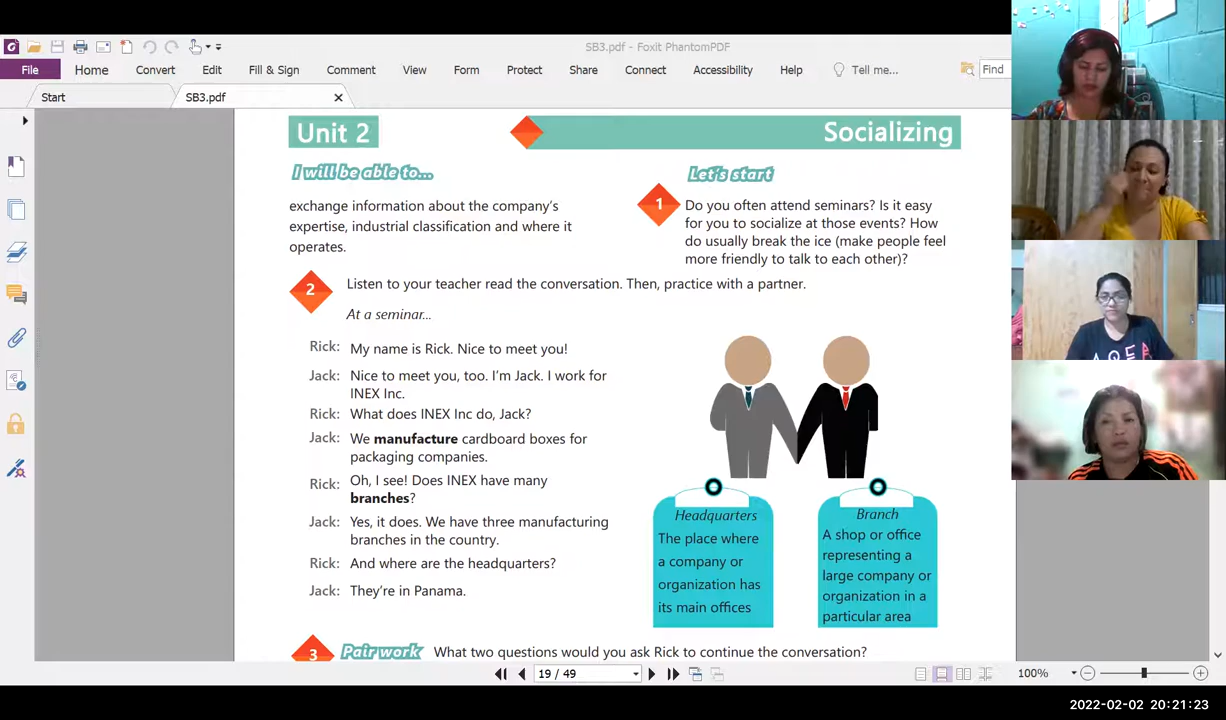 SB3.pdf - Foxit PhantomPDF
File Home Convert Edit Fill & Sign Comment View Form Protect Share Connect Accessibility Help Tell me... Find
Start SB3.pdf
Unit 2 Socializing
I will be able to...
exchange information about the company's
expertise, industrial classification and where it
operates.
Let's start
1
Do you often attend seminars? Is it easy
for you to socialize at those events? How
do usually break the ice (make people feel
more friendly to talk to each other)?
2
Listen to your teacher read the conversation. Then, practice with a partner.
At a seminar...
Rick: My name is Rick. Nice to meet you!
Jack: Nice to meet you, too. I'm Jack. I work for
INEX Inc.
Rick: What does INEX Inc do, Jack?
Jack: We manufacture cardboard boxes for
packaging companies.
Rick: Oh, I see! Does INEX have many
branches?
Jack: Yes, it does. We have three manufacturing
branches in the country.
Rick: And where are the headquarters?
Jack: They're in Panama.
Headquarters
The place where
a company or
organization has
its main offices
Branch
A shop or office
representing a
large company or
organization in a
particular area
3 Pair work What two questions would you ask Rick to continue the conversation?
19 / 49
100%
2022-02-02 20:21:23